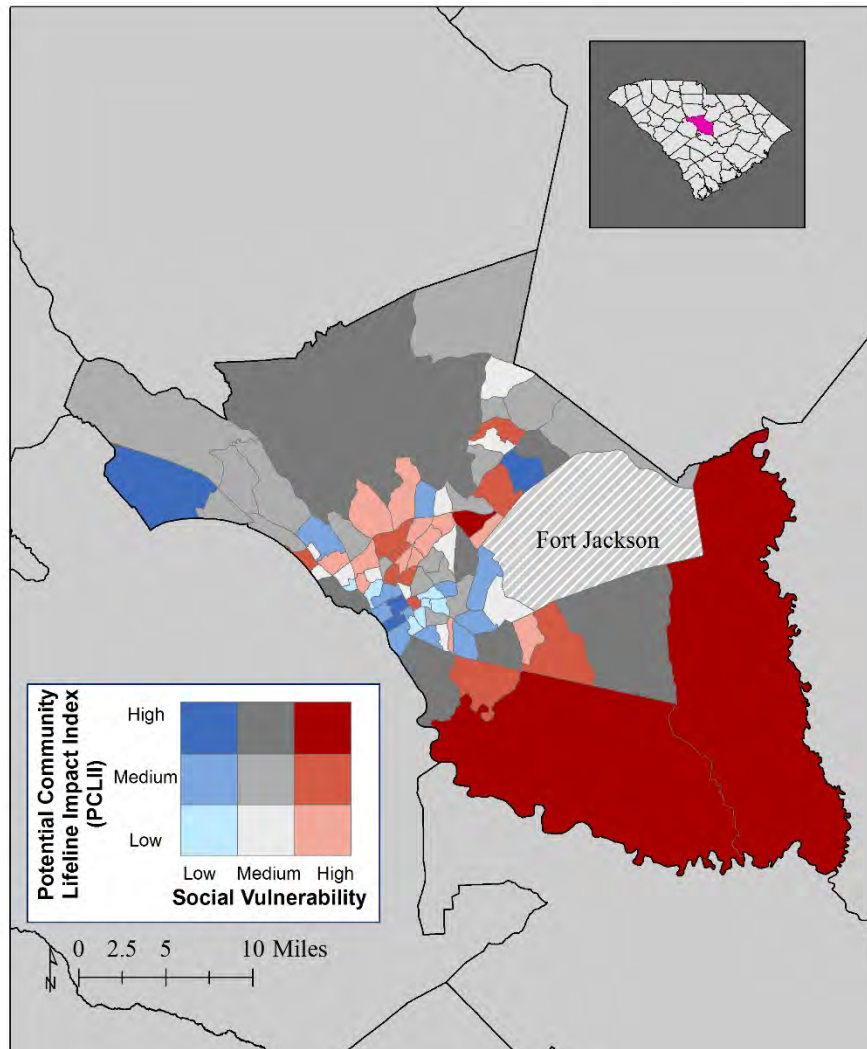 Fort Jackson
Potential Community
Lifeline Impact Index
(PCLII)
High
Medium
Low
Low Medium High
Social Vulnerability
0 2.5 5 10 Miles
N